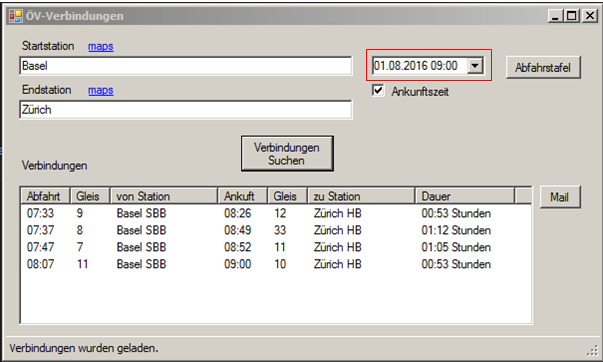 ÖV-Verbindungen
Startstation maps
Basel
01.08.2016 09:00
Abfahrstafel
Endstation maps
Ankunftszeit
Zürich
Verbindungen
Suchen
Verbindungen
Abfahrt Gleis von Station Ankuft Gleis zu Station Dauer
Mail
07:33 9 Basel SBB 08:26 12 Zürich HB 00:53 Stunden
07:37 8 Basel SBB 08:49 33 Zürich HB 01:12 Stunden
07:47 7 Basel SBB 08:52 11 Zürich HB 01:05 Stunden
08:07 11 Basel SBB 09:00 10 Zürich HB 00:53 Stunden
Verbindungen wurden geladen.